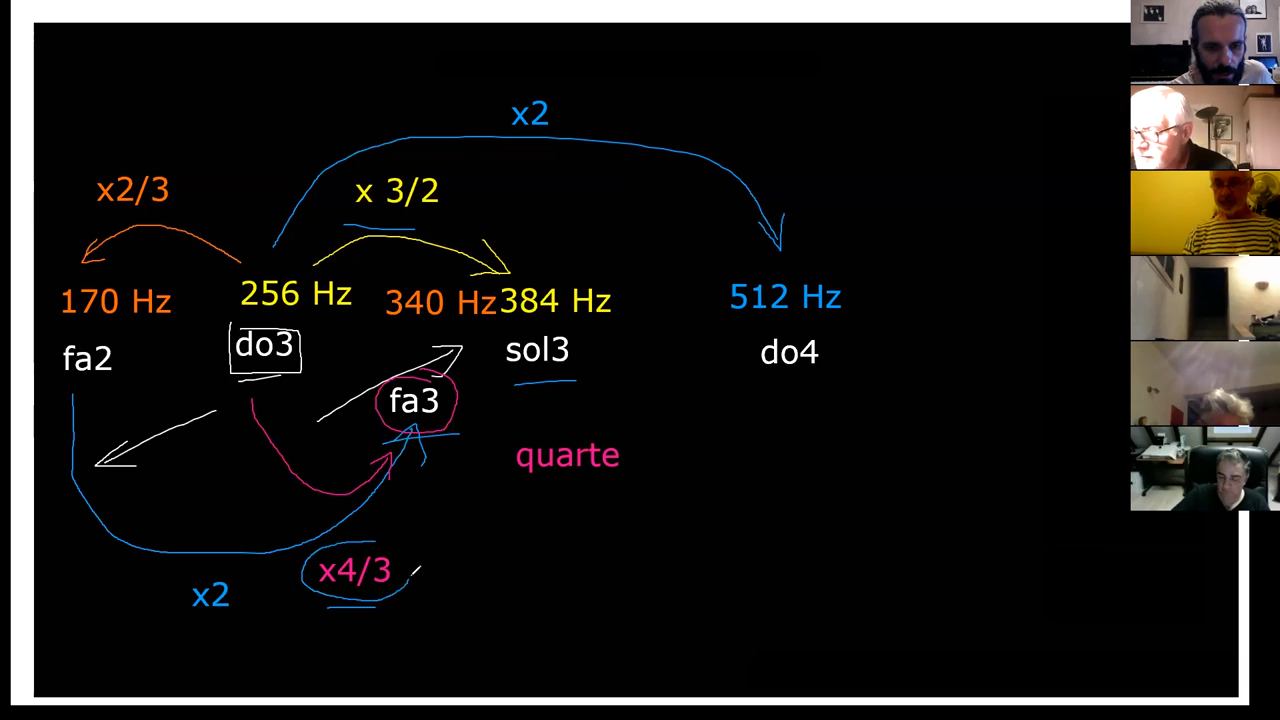 x2
x2/3
x 3/2
170 Hz
256 Hz
340 Hz
384 Hz
512 Hz
fa2
do3
fa3
sol3
do4
quarte
x4/3
x2